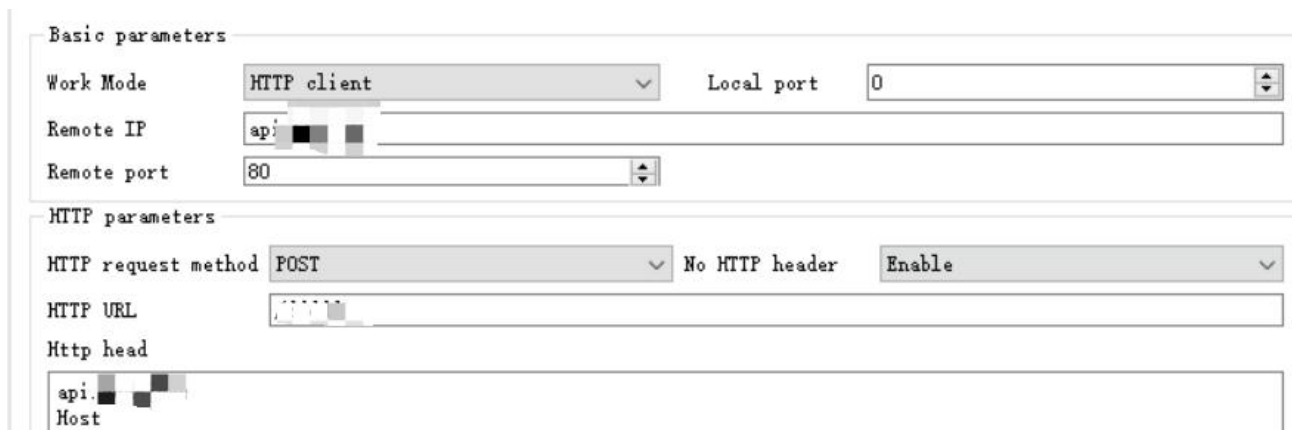 Basic parameters
Work Mode HTTP client Local port 0
Remote IP
Remote port 80
HTTP parameters
HTTP request method POST No HTTP header Enable
HTTP URL
Http head
api.
Host